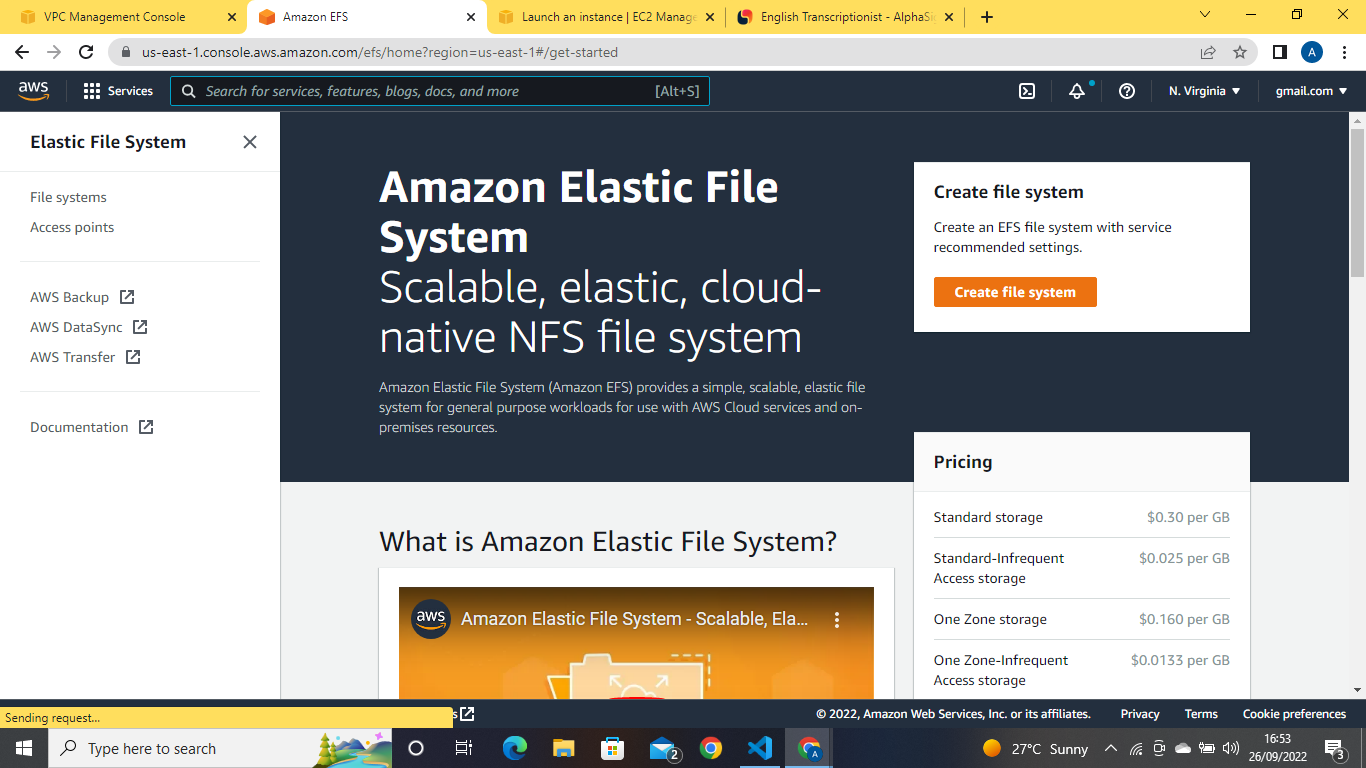 VPC Management Console
Amazon EFS
Launch an instance | EC2 Manage
English Transcriptionist - AlphaSi
us-east-1.console.aws.amazon.com/efs/home?region=us-east-1#/get-started
A
aws
Services
Search for services, features, blogs, docs, and more
[Alt+S]
N. Virginia
gmail.com
Elastic File System
File systems
Access points
AWS Backup
AWS DataSync
AWS Transfer
Documentation
Amazon Elastic File
System
Scalable, elastic, cloud-
native NFS file system
Amazon Elastic File System (Amazon EFS) provides a simple, scalable, elastic file
system for general purpose workloads for use with AWS Cloud services and on-
premises resources.
Create file system
Create an EFS file system with service
recommended settings.
Create file system
Pricing
Standard storage $0.30 per GB
Standard-Infrequent $0.025 per GB
Access storage
One Zone storage $0.160 per GB
One Zone-Infrequent $0.0133 per GB
Access storage
What is Amazon Elastic File System?
aws
Amazon Elastic File System - Scalable, Ela...
Sending request...
s
© 2022, Amazon Web Services, Inc. or its affiliates.
Privacy
Terms
Cookie preferences
Type here to search
2
A
27°C Sunny
16:53
26/09/2022
3